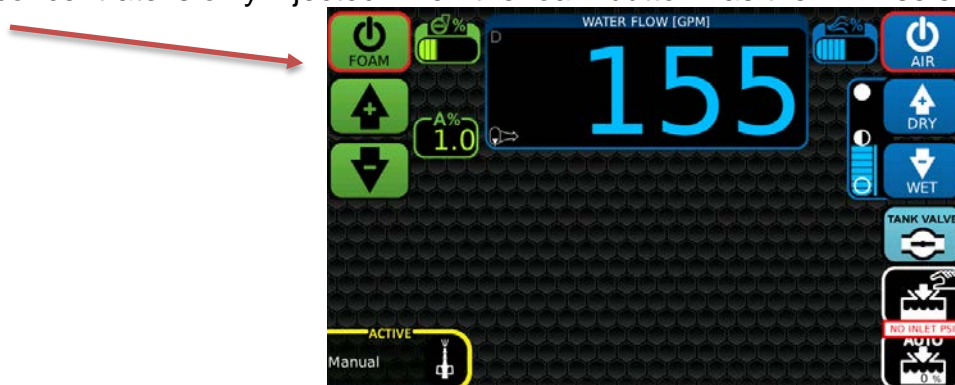 WATER FLOW [GPM]
FOAM
%
D
155
%
AIR
A%
1.0
DRY
WET
TANK VALVE
NO INLET PSI
AUTO
0 %
ACTIVE
Manual